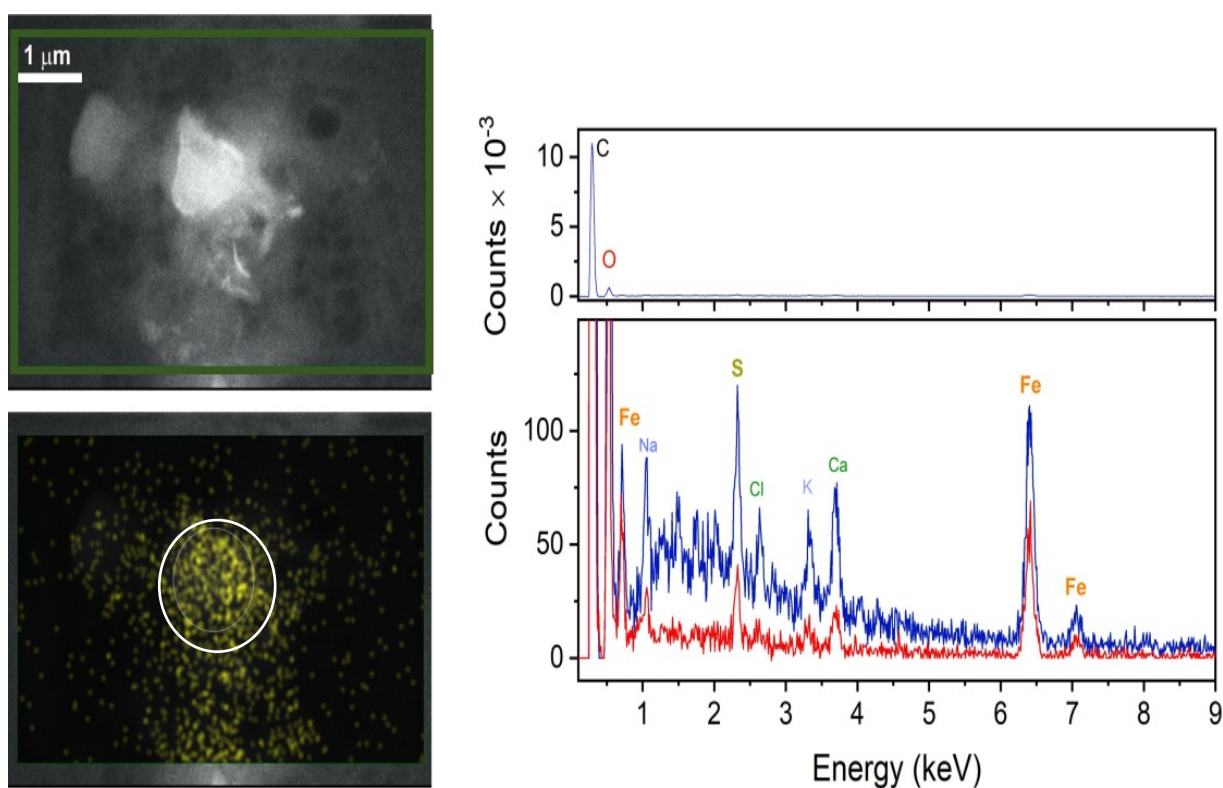 1 μm
Counts × 10⁻³
10
5
0
C
O
Counts
100
50
0
Fe
Na
S
Cl
K
Ca
Fe
Fe
1 2 3 4 5 6 7 8 9
Energy (keV)